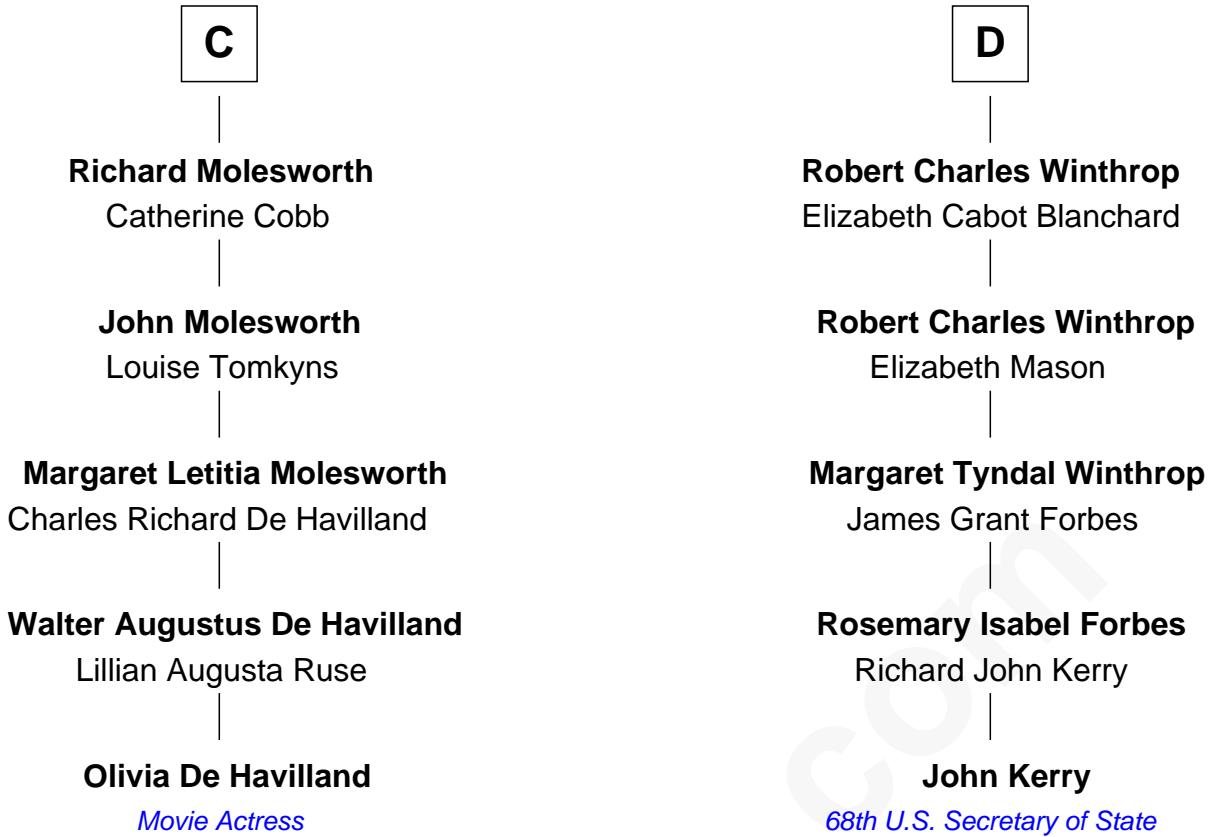 C
Richard Molesworth
Catherine Cobb
John Molesworth
Louise Tomkyns
Margaret Letitia Molesworth
Charles Richard De Havilland
Walter Augustus De Havilland
Lillian Augusta Ruse
Olivia De Havilland
Movie Actress
D
Robert Charles Winthrop
Elizabeth Cabot Blanchard
Robert Charles Winthrop
Elizabeth Mason
Margaret Tyndal Winthrop
James Grant Forbes
Rosemary Isabel Forbes
Richard John Kerry
John Kerry
68th U.S. Secretary of State
com